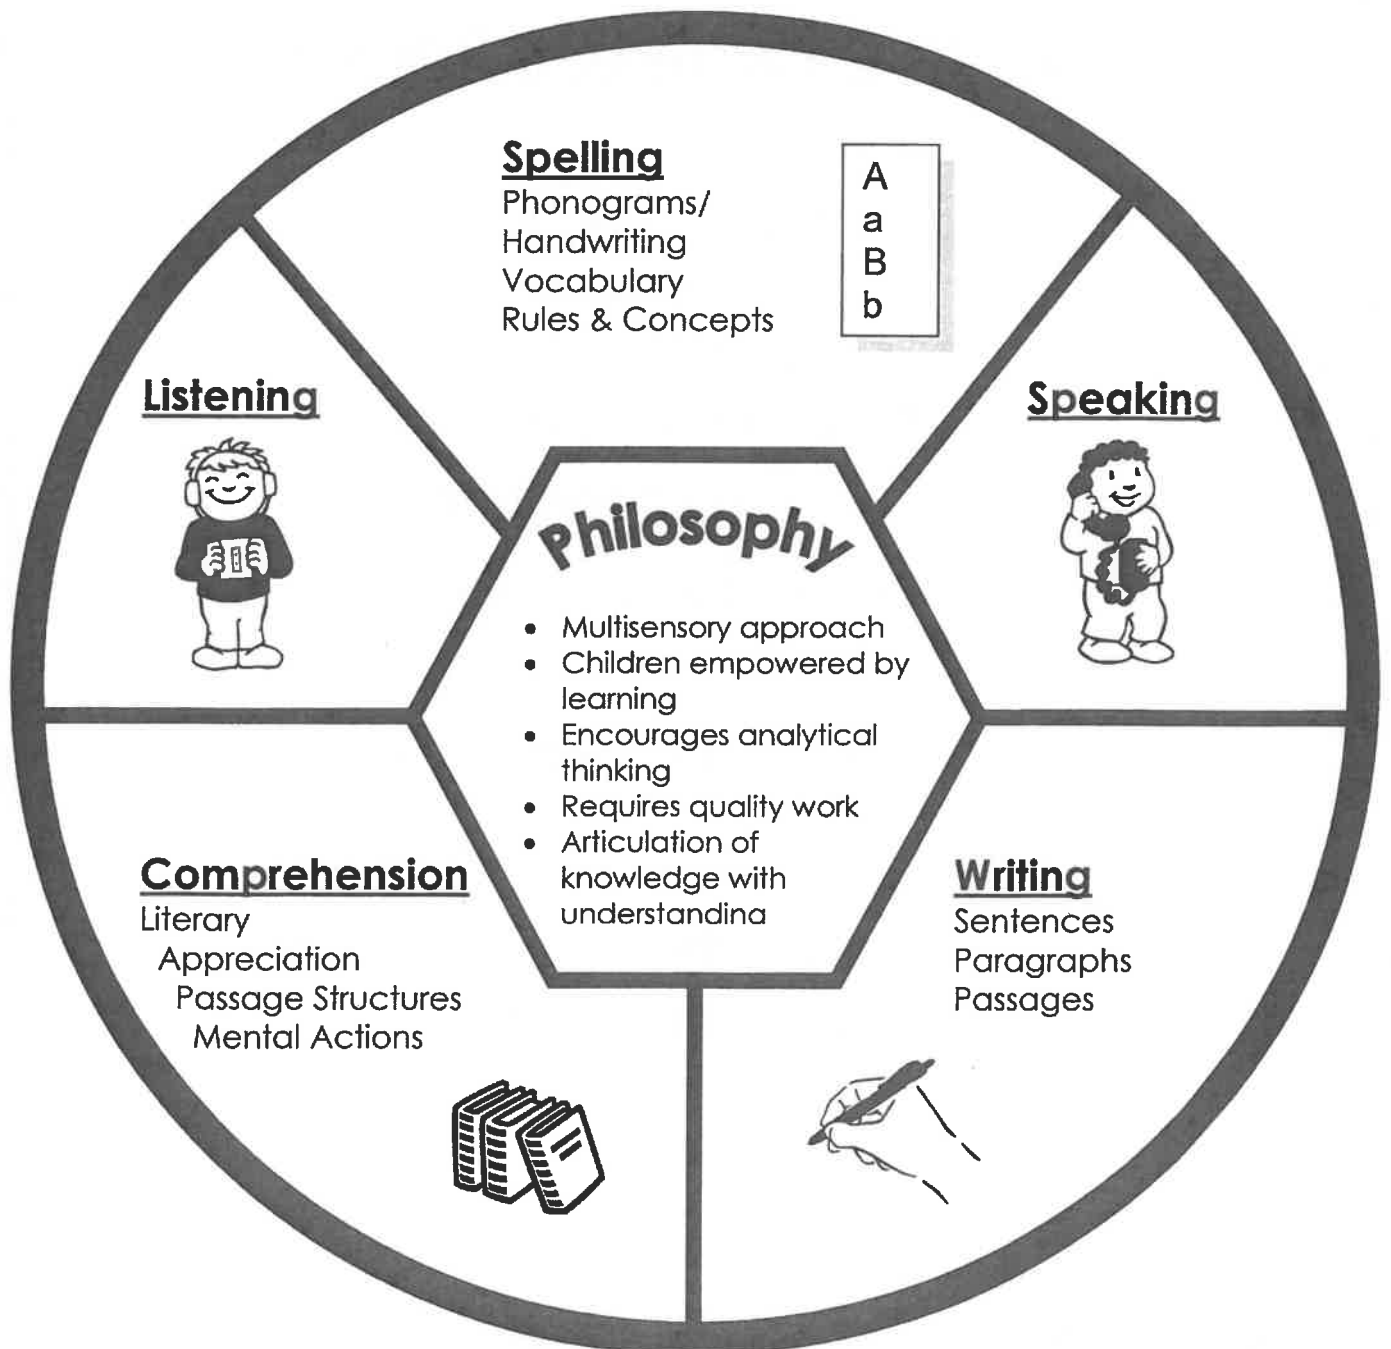 Spelling
Phonograms/
Handwriting
Vocabulary
Rules & Concepts
A
a
B
b
Listening
Speaking
Philosophy
• Multisensory approach
• Children empowered by
learning
• Encourages analytical
thinking
• Requires quality work
• Articulation of
knowledge with
understandina
Comprehension
Literary
Appreciation
Passage Structures
Mental Actions
Writing
Sentences
Paragraphs
Passages